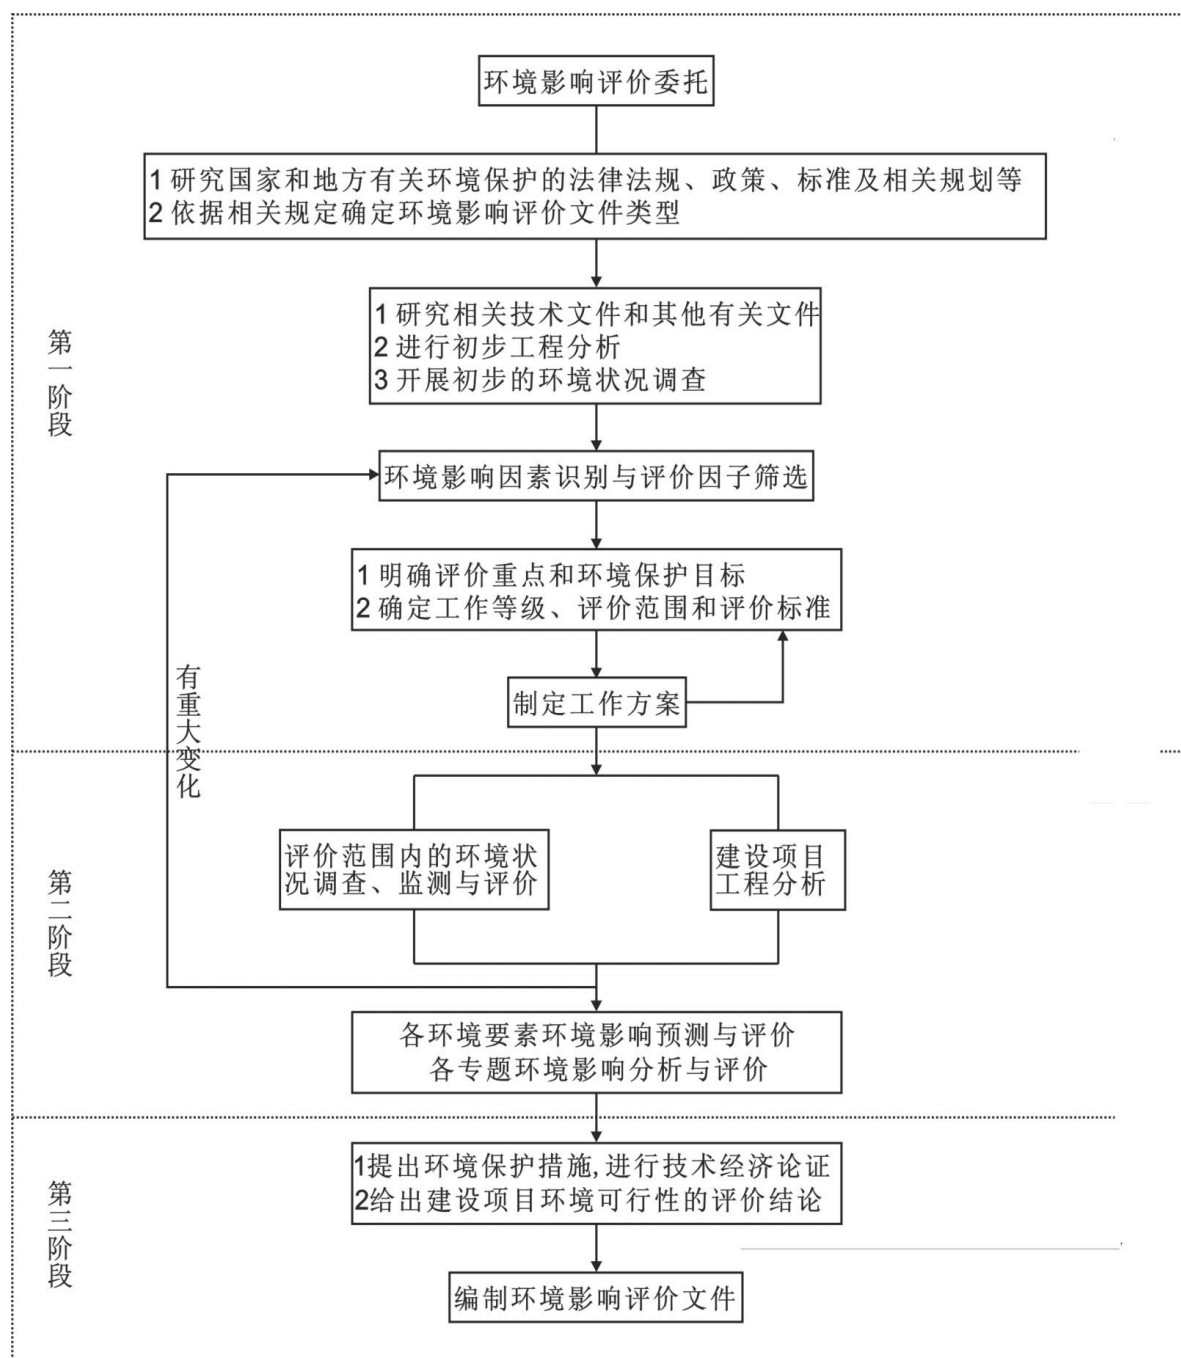 环境影响评价委托
1 研究国家和地方有关环境保护的法律法规、政策、标准及相关规划等
2 依据相关规定确定环境影响评价文件类型
第一阶段
1 研究相关技术文件和其他有关文件
2 进行初步工程分析
3 开展初步的环境状况调查
环境影响因素识别与评价因子筛选
1 明确评价重点和环境保护目标
2 确定工作等级、评价范围和评价标准
有重大变化
制定工作方案
第二阶段
评价范围内的环境状
况调查、监测与评价
建设项目
工程分析
各环境要素环境影响预测与评价
各专题环境影响分析与评价
第三阶段
1提出环境保护措施,进行技术经济论证
2给出建设项目环境可行性的评价结论
编制环境影响评价文件